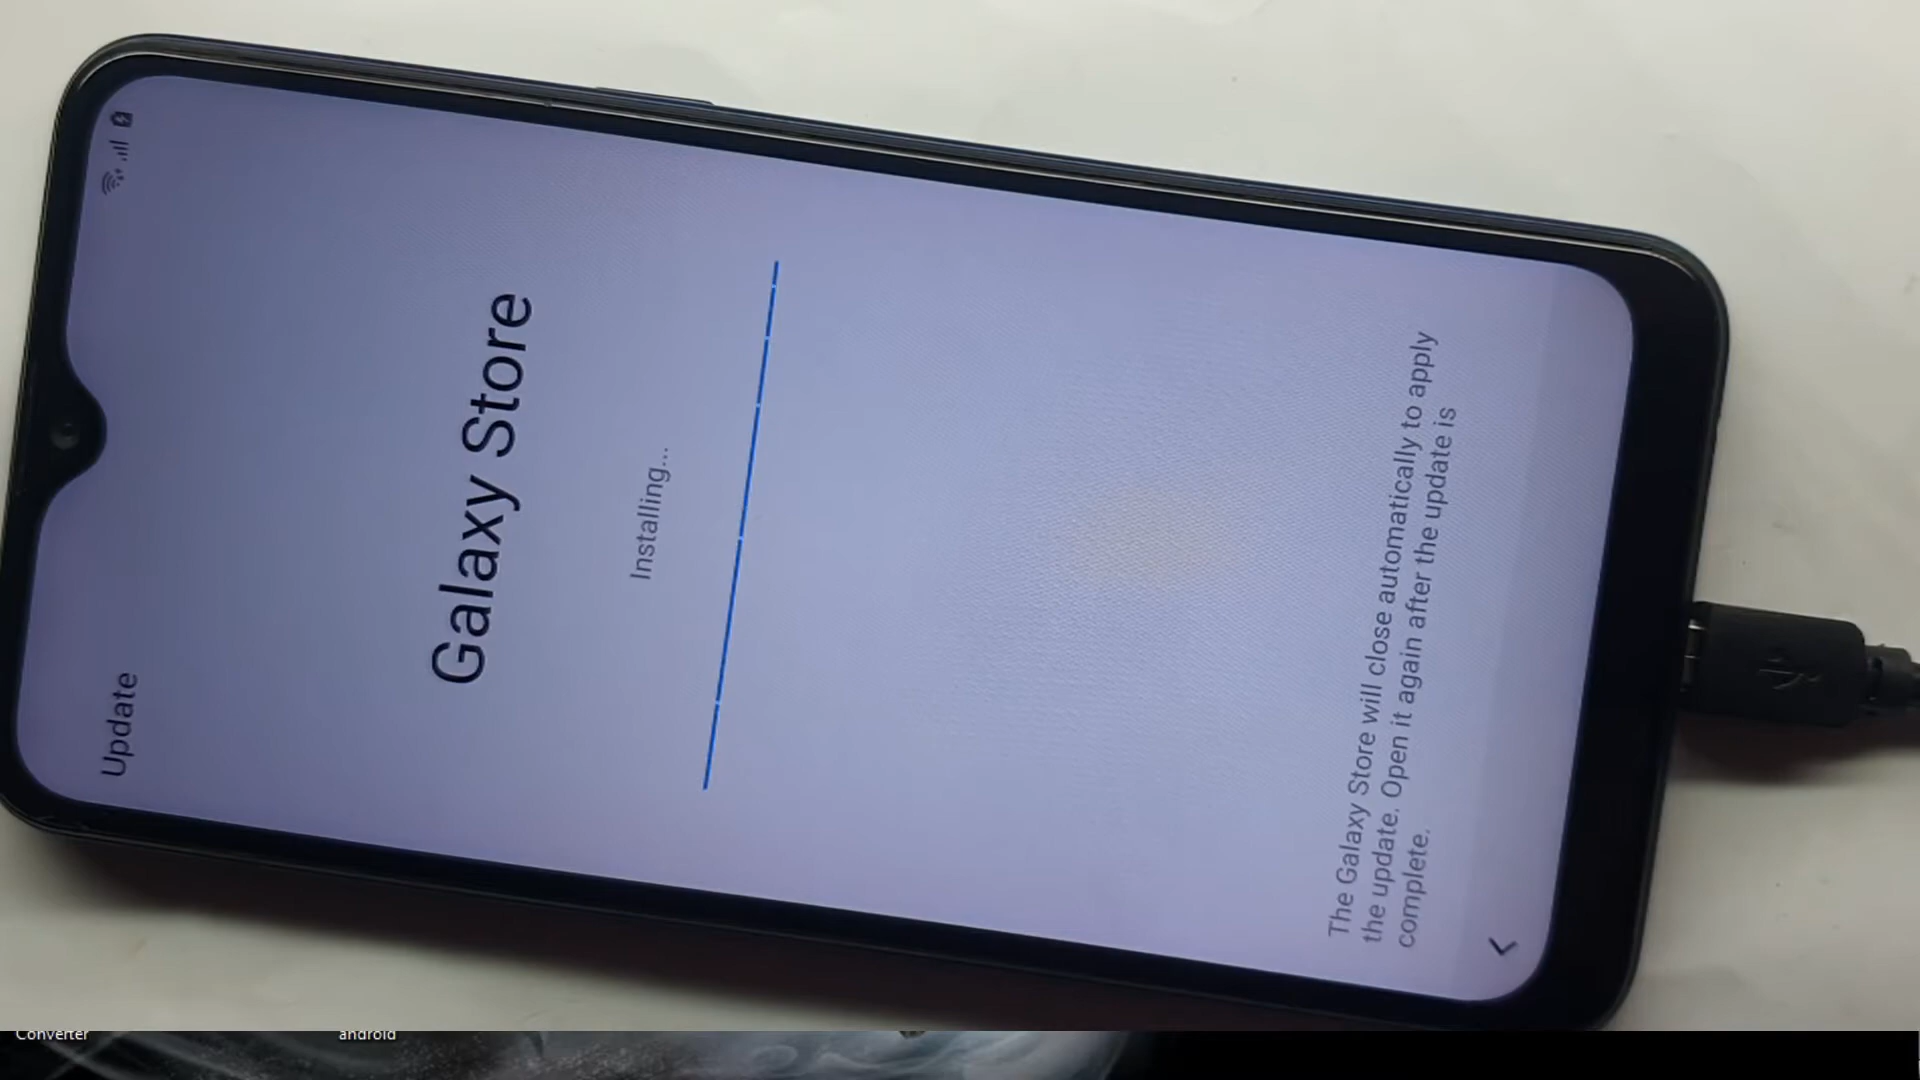 Update
Galaxy Store
Installing...
The Galaxy Store will close automatically to apply
the update. Open it again after the update is
complete.
Converter
android